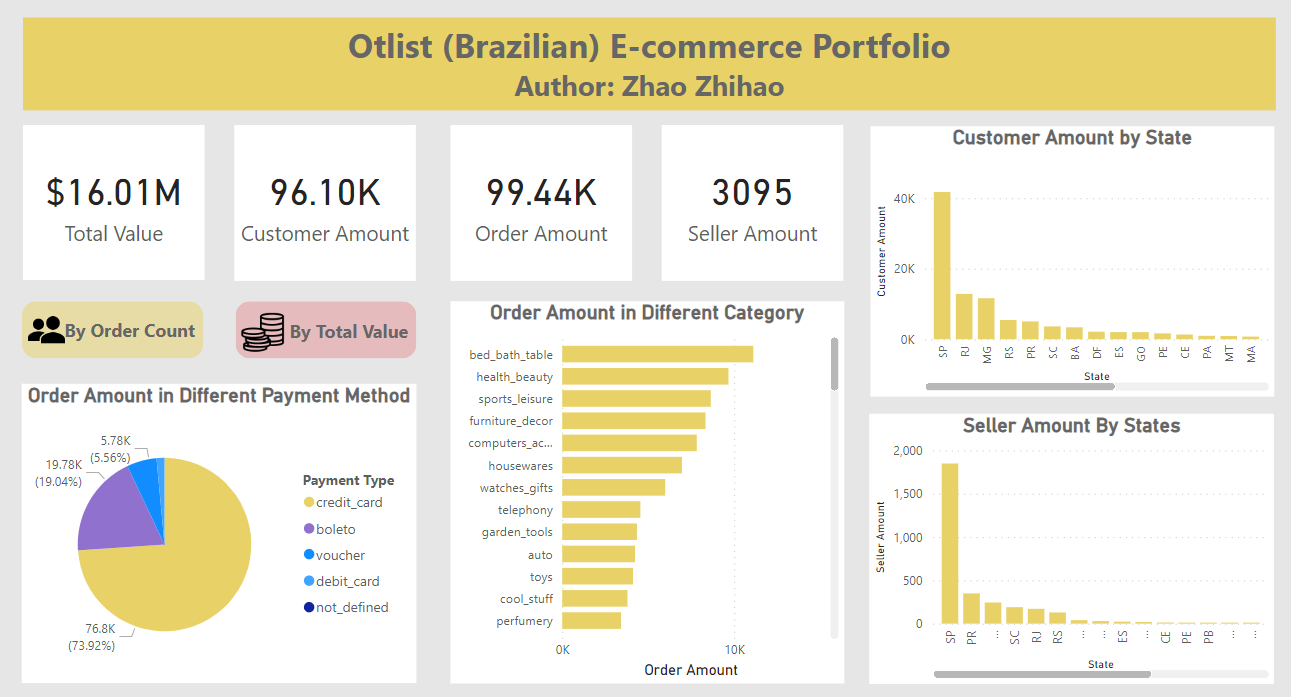 Otlist (Brazilian) E-commerce Portfolio
Author: Zhao Zhihao
$16.01M
Total Value
96.10K
Customer Amount
99.44K
Order Amount
3095
Seller Amount
By Order Count
By Total Value
Order Amount in Different Payment Method
5.78K
(5.56%)
19.78K
(19.04%)
76.8K
(73.92%)
Payment Type
credit_card
boleto
voucher
debit_card
not_defined
Order Amount in Different Category
bed_bath_table
health_beauty
sports_leisure
furniture_decor
computers_ac...
housewares
watches_gifts
telephony
garden_tools
auto
toys
cool_stuff
perfumery
0K
10K
Order Amount
Customer Amount by State
Customer Amount
40K
20K
0K
SP
RJ
MG
RS
PR
SC
BA
DF
ES
GO
PE
CE
PA
MT
MA
State
Seller Amount By States
Seller Amount
2,000
1,500
1,000
500
0
SP
PR
...
SC
RJ
RS
...
...
ES
...
CE
PE
PB
...
...
State